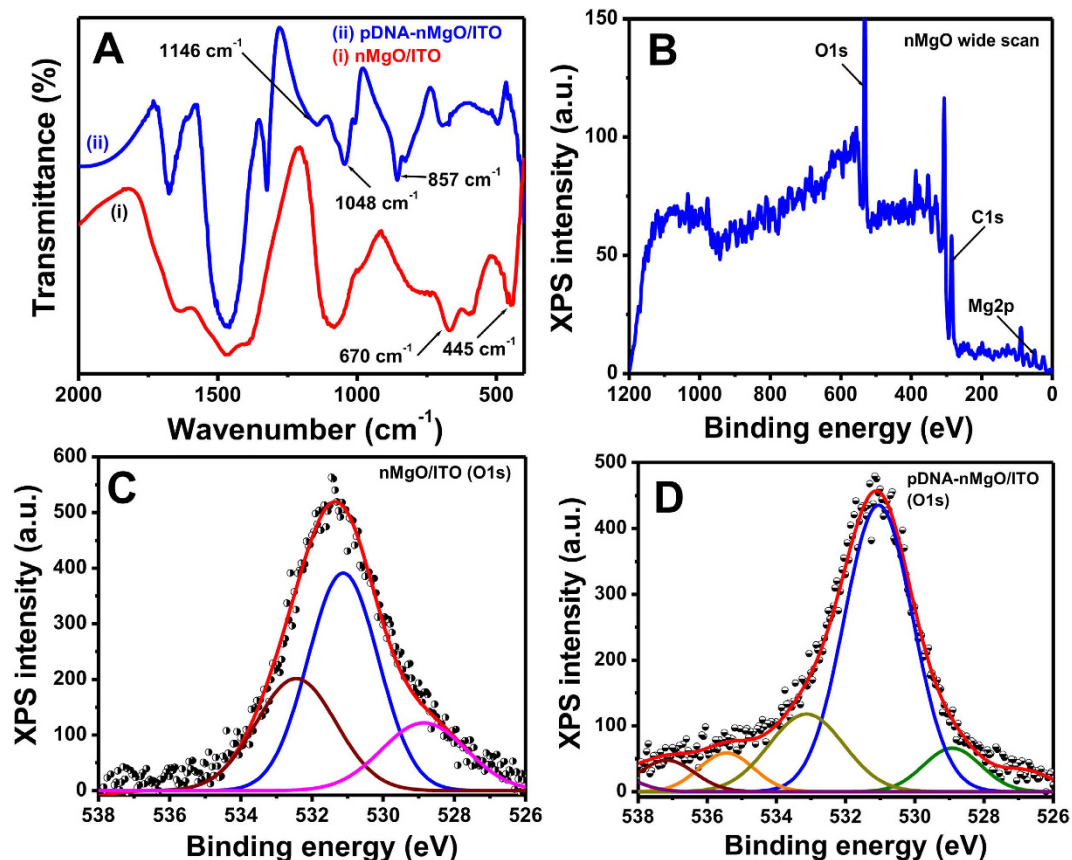 A
(ii) pDNA-nMgO/ITO
(i) nMgO/ITO
1146 cm⁻¹
(ii)
(i)
1048 cm⁻¹
857 cm⁻¹
670 cm⁻¹
445 cm⁻¹
Transmittance (%)
2000 1500 1000 500
Wavenumber (cm⁻¹)
B
nMgO wide scan
O1s
C1s
Mg2p
XPS intensity (a.u.)
150
100
50
0
1200 1000 800 600 400 200 0
Binding energy (eV)
C
nMgO/ITO (O1s)
XPS intensity (a.u.)
600
500
400
300
200
100
0
538 536 534 532 530 528 526
Binding energy (eV)
D
pDNA-nMgO/ITO
(O1s)
XPS intensity (a.u.)
500
400
300
200
100
0
538 536 534 532 530 528 526
Binding energy (eV)